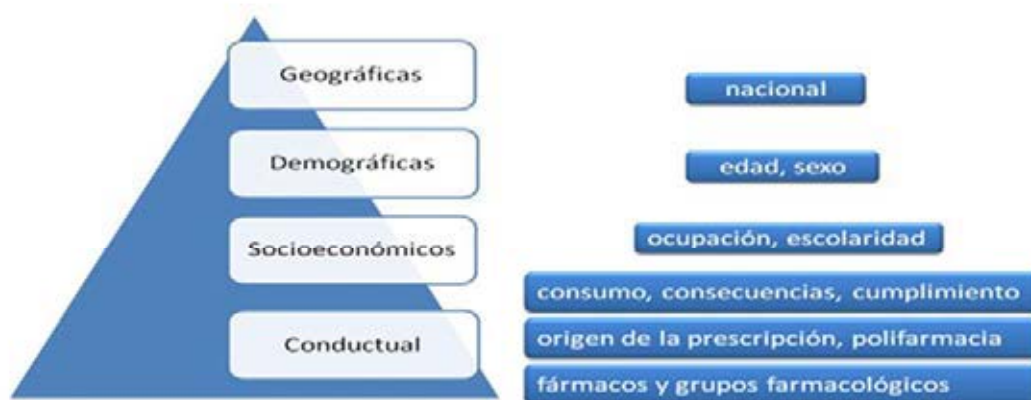 Geográficas
nacional
Demográficas
edad, sexo
Socioeconómicos
ocupación, escolaridad
Conductual
consumo, consecuencias, cumplimiento
origen de la prescripción, polifarmacia
fármacos y grupos farmacológicos